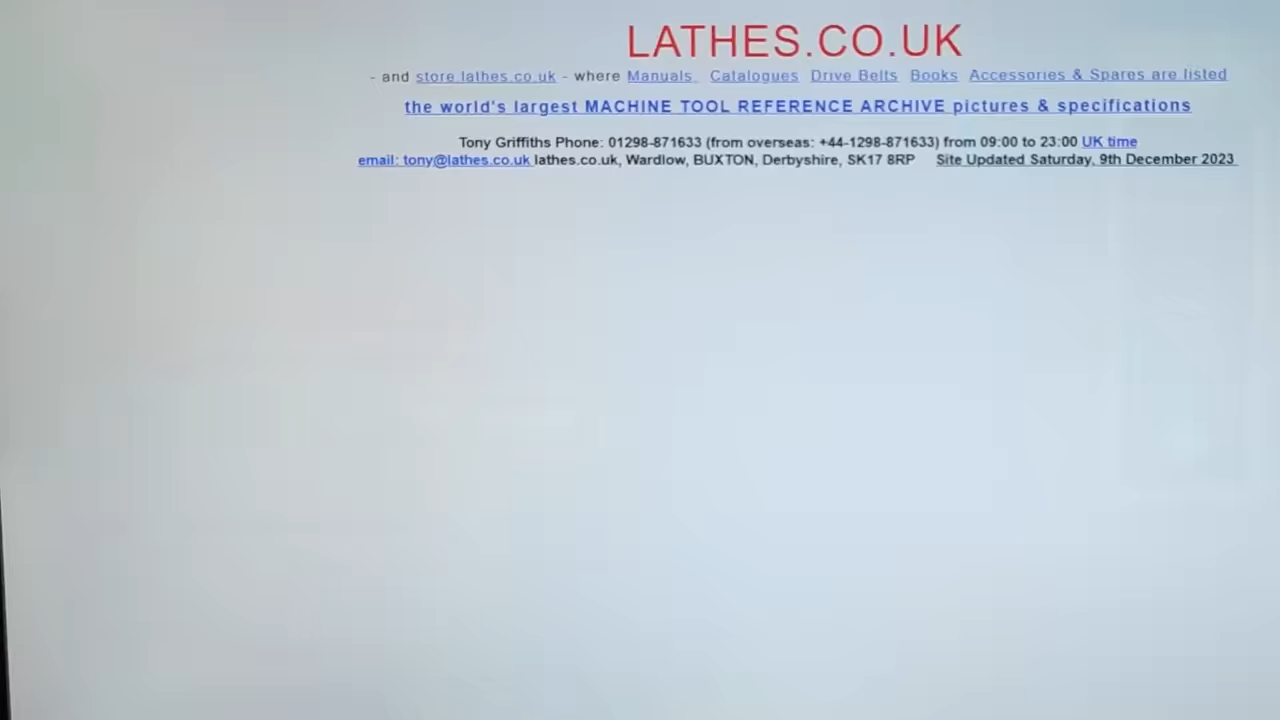 LATHES.CO.UK
- and store.lathes.co.uk - where Manuals Catalogues Drive Belts Books Accessories & Spares are listed
the world's largest MACHINE TOOL REFERENCE ARCHIVE pictures & specifications
Tony Griffiths Phone: 01298-871633 (from overseas: +44-1298-871633) from 09:00 to 23:00 UK time
email: tony@lathes.co.uk lathes.co.uk, Wardlow, BUXTON, Derbyshire, SK17 8RP Site Updated Saturday, 9th December 2023